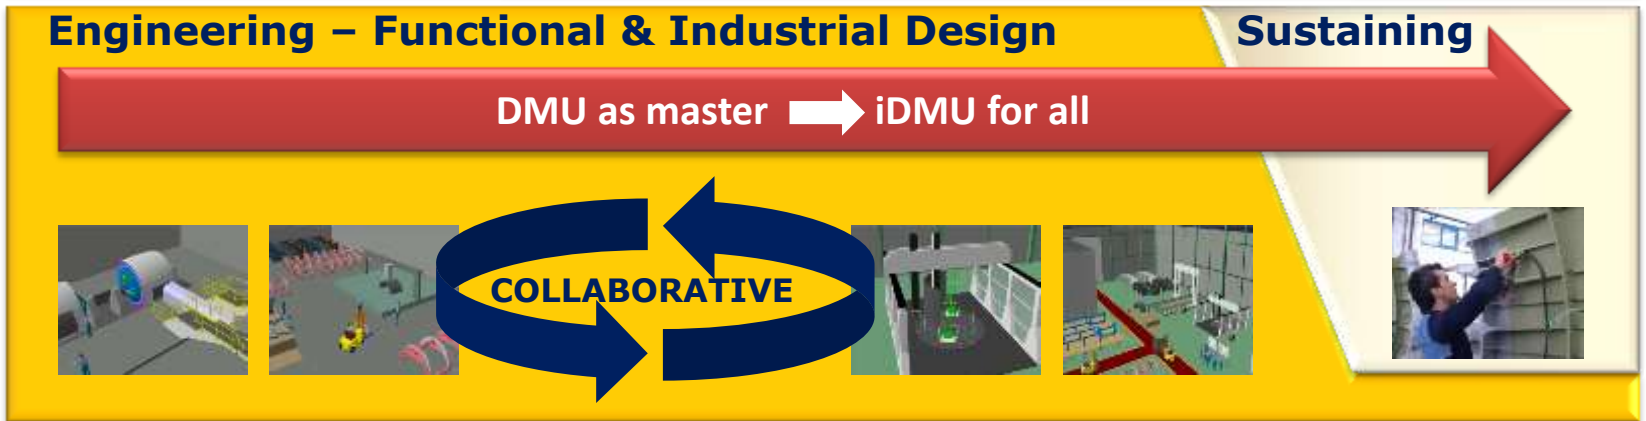 Engineering – Functional & Industrial Design
Sustaining
DMU as master
iDMU for all
COLLABORATIVE